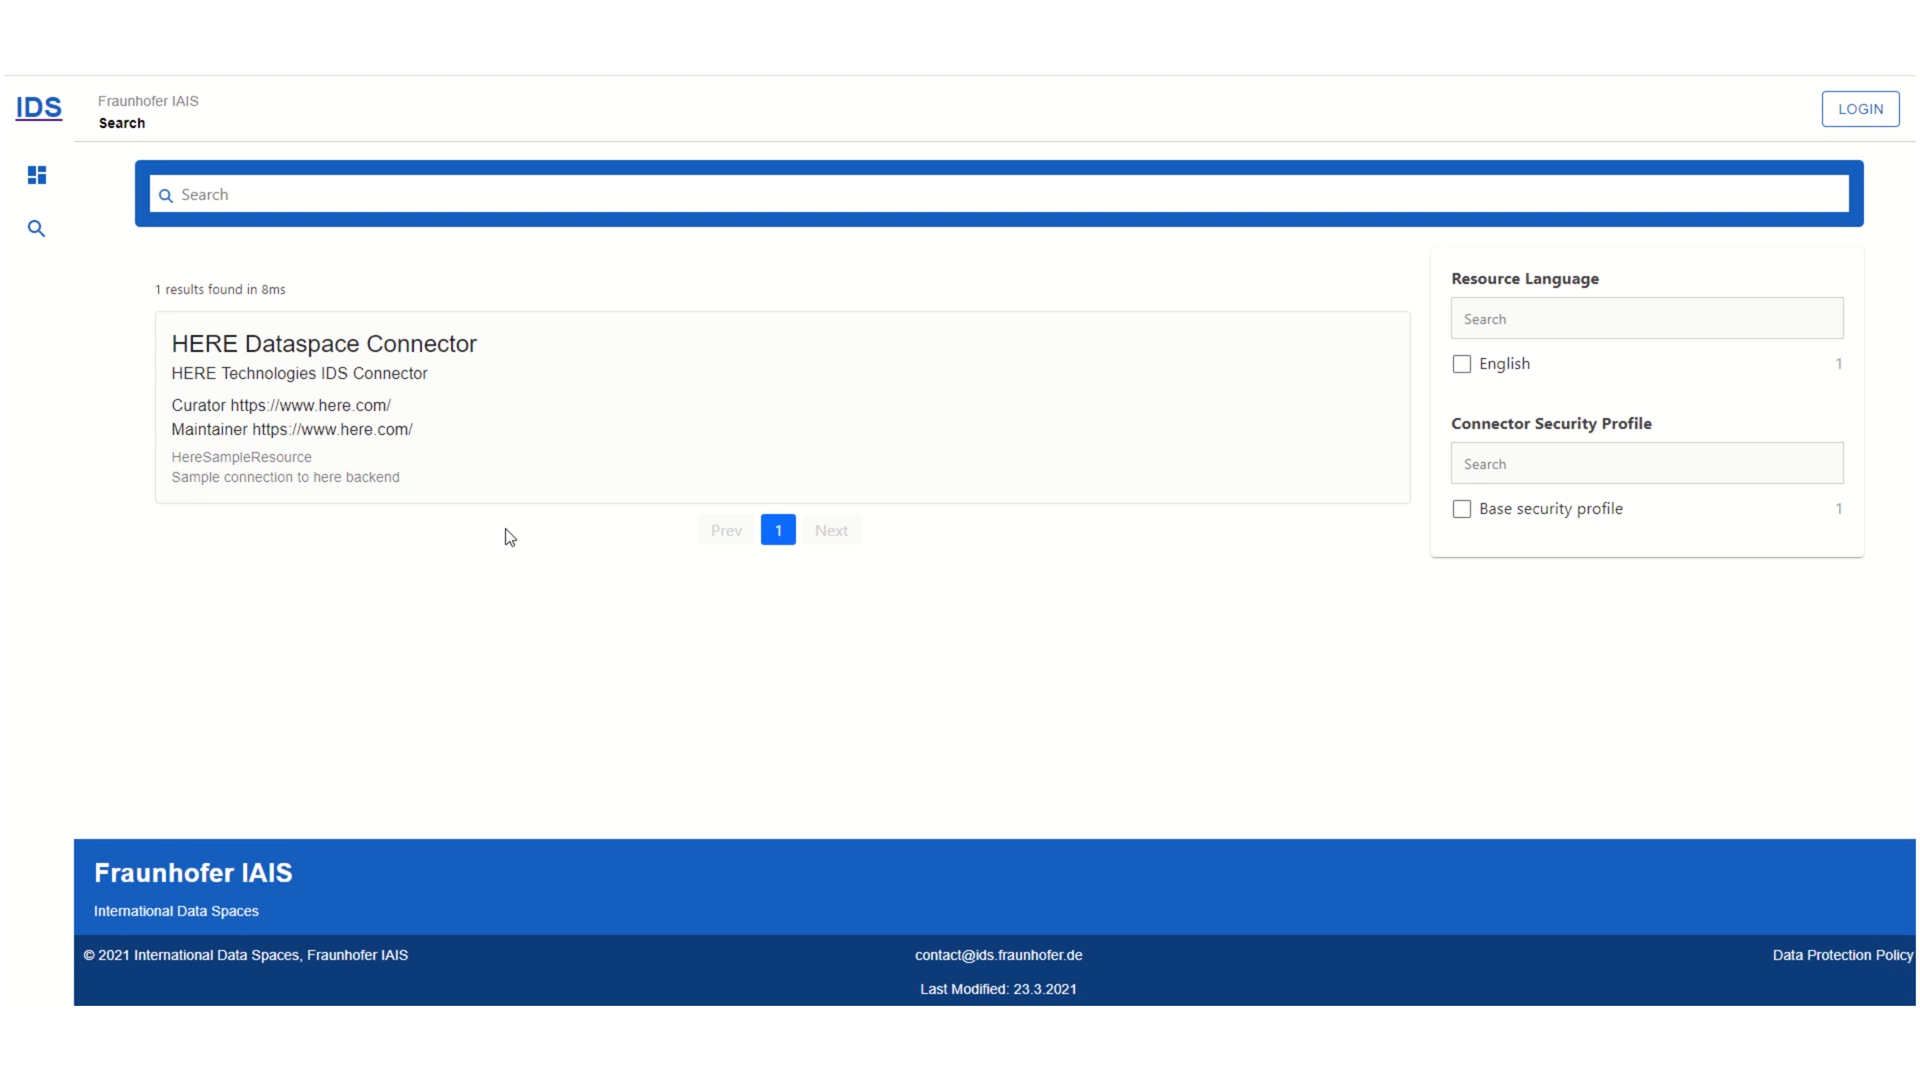 IDS
Fraunhofer IAIS
Search
LOGIN
Search
1 results found in 8ms
HERE Dataspace Connector
HERE Technologies IDS Connector
Curator https://www.here.com/
Maintainer https://www.here.com/
HereSampleResource
Sample connection to here backend
Prev 1 Next
Resource Language
Search
English 1
Connector Security Profile
Search
Base security profile 1
Fraunhofer IAIS
International Data Spaces
© 2021 International Data Spaces, Fraunhofer IAIS
contact@ids.fraunhofer.de
Data Protection Policy
Last Modified: 23.3.2021